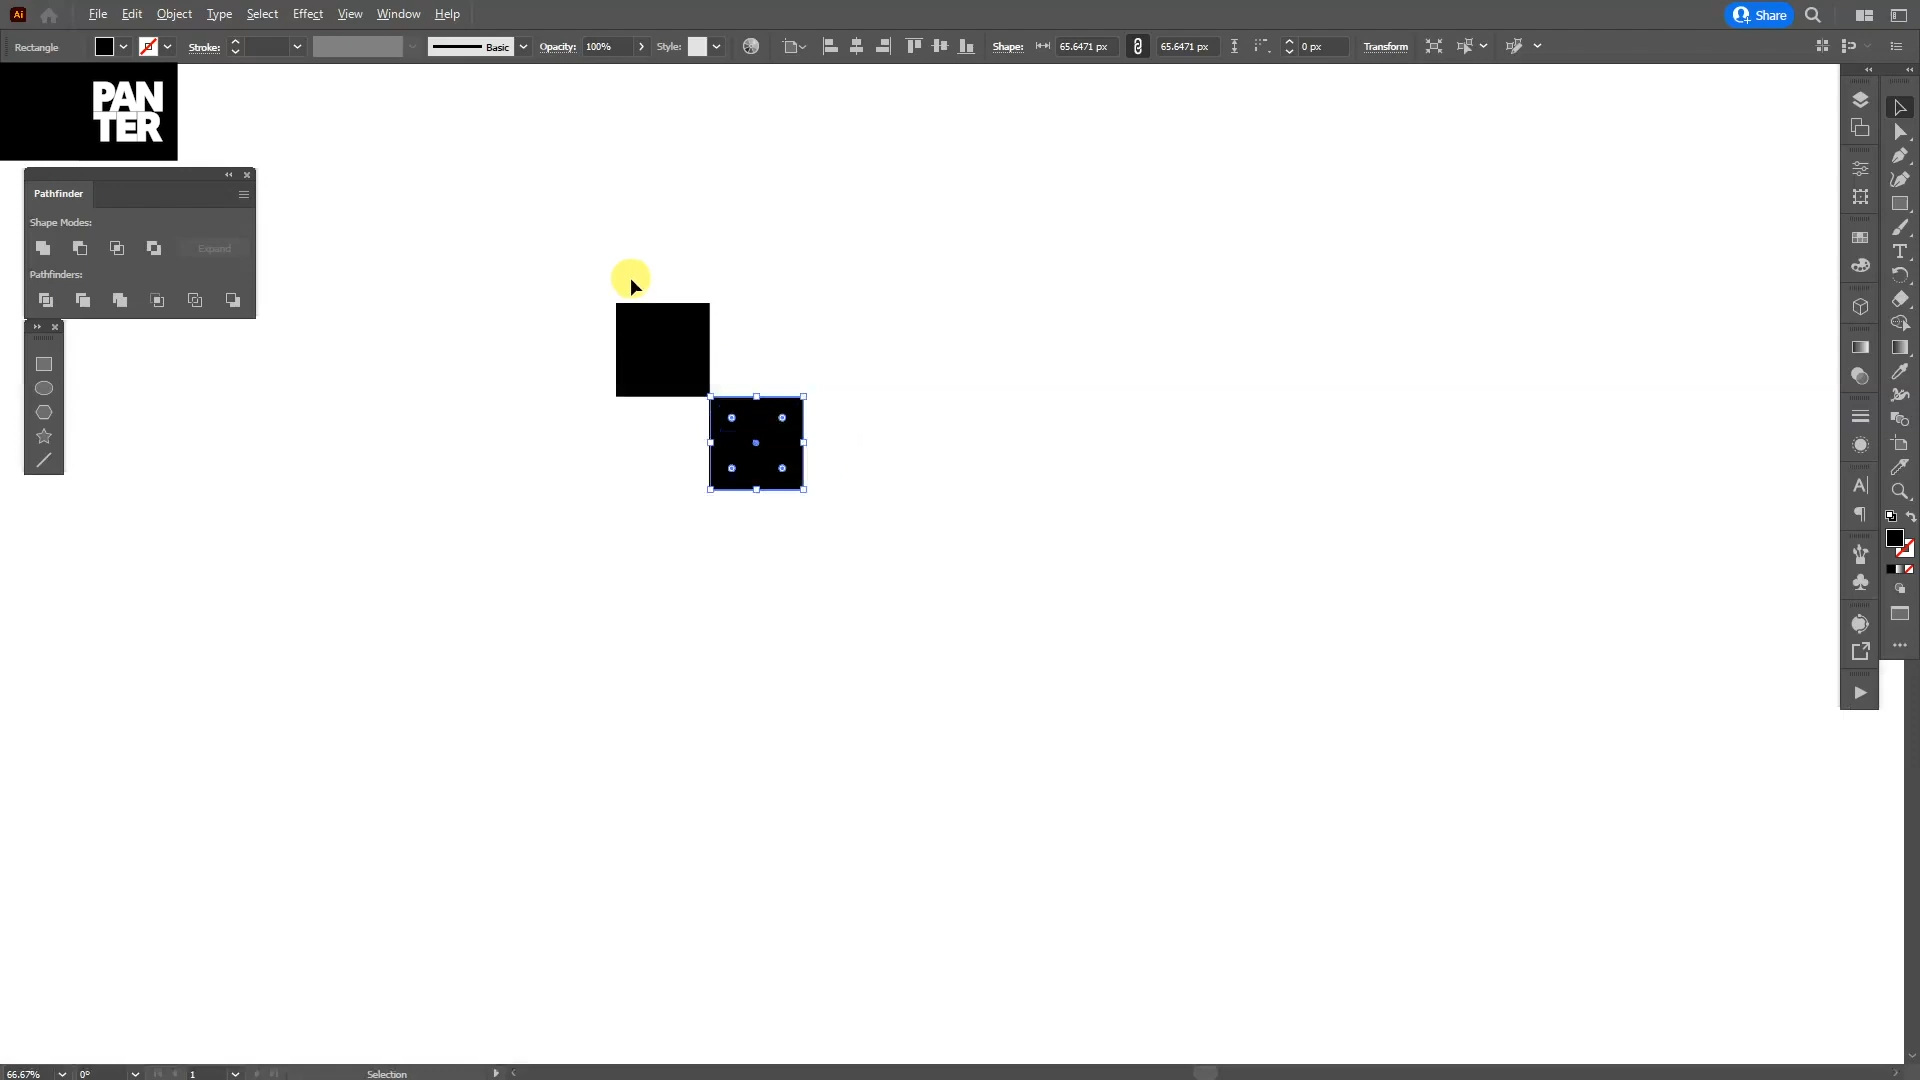 Ai File Edit Object Type Select Effect View Window Help Share
Rectangle Stroke: Basic Opacity: 100% Style: Shape: 65.6471 px 65.6471 px 0 px Transform
PAN
TER
Pathfinder
Shape Modes:
Expand
Pathfinders:
66.67% 0° 1 Selection